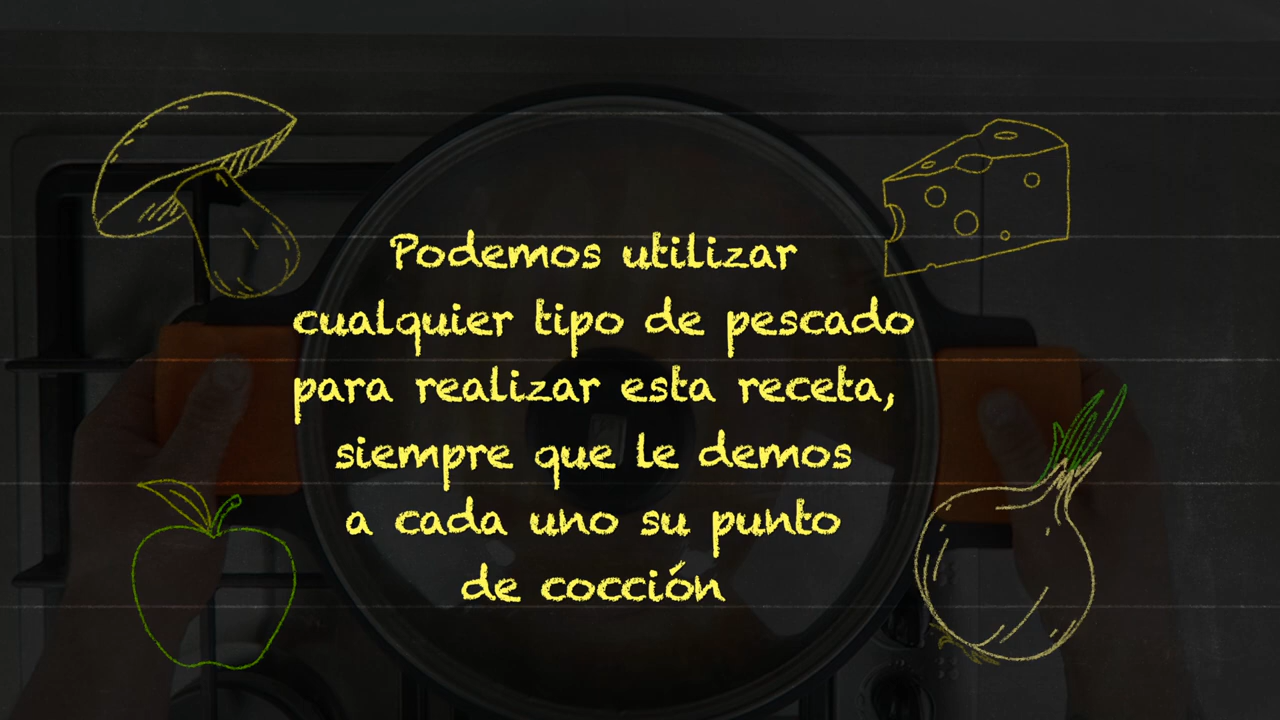 Podemos utilizar
cualquier tipo de pescado
para realizar esta receta,
siempre que le demos
a cada uno su punto
de cocción